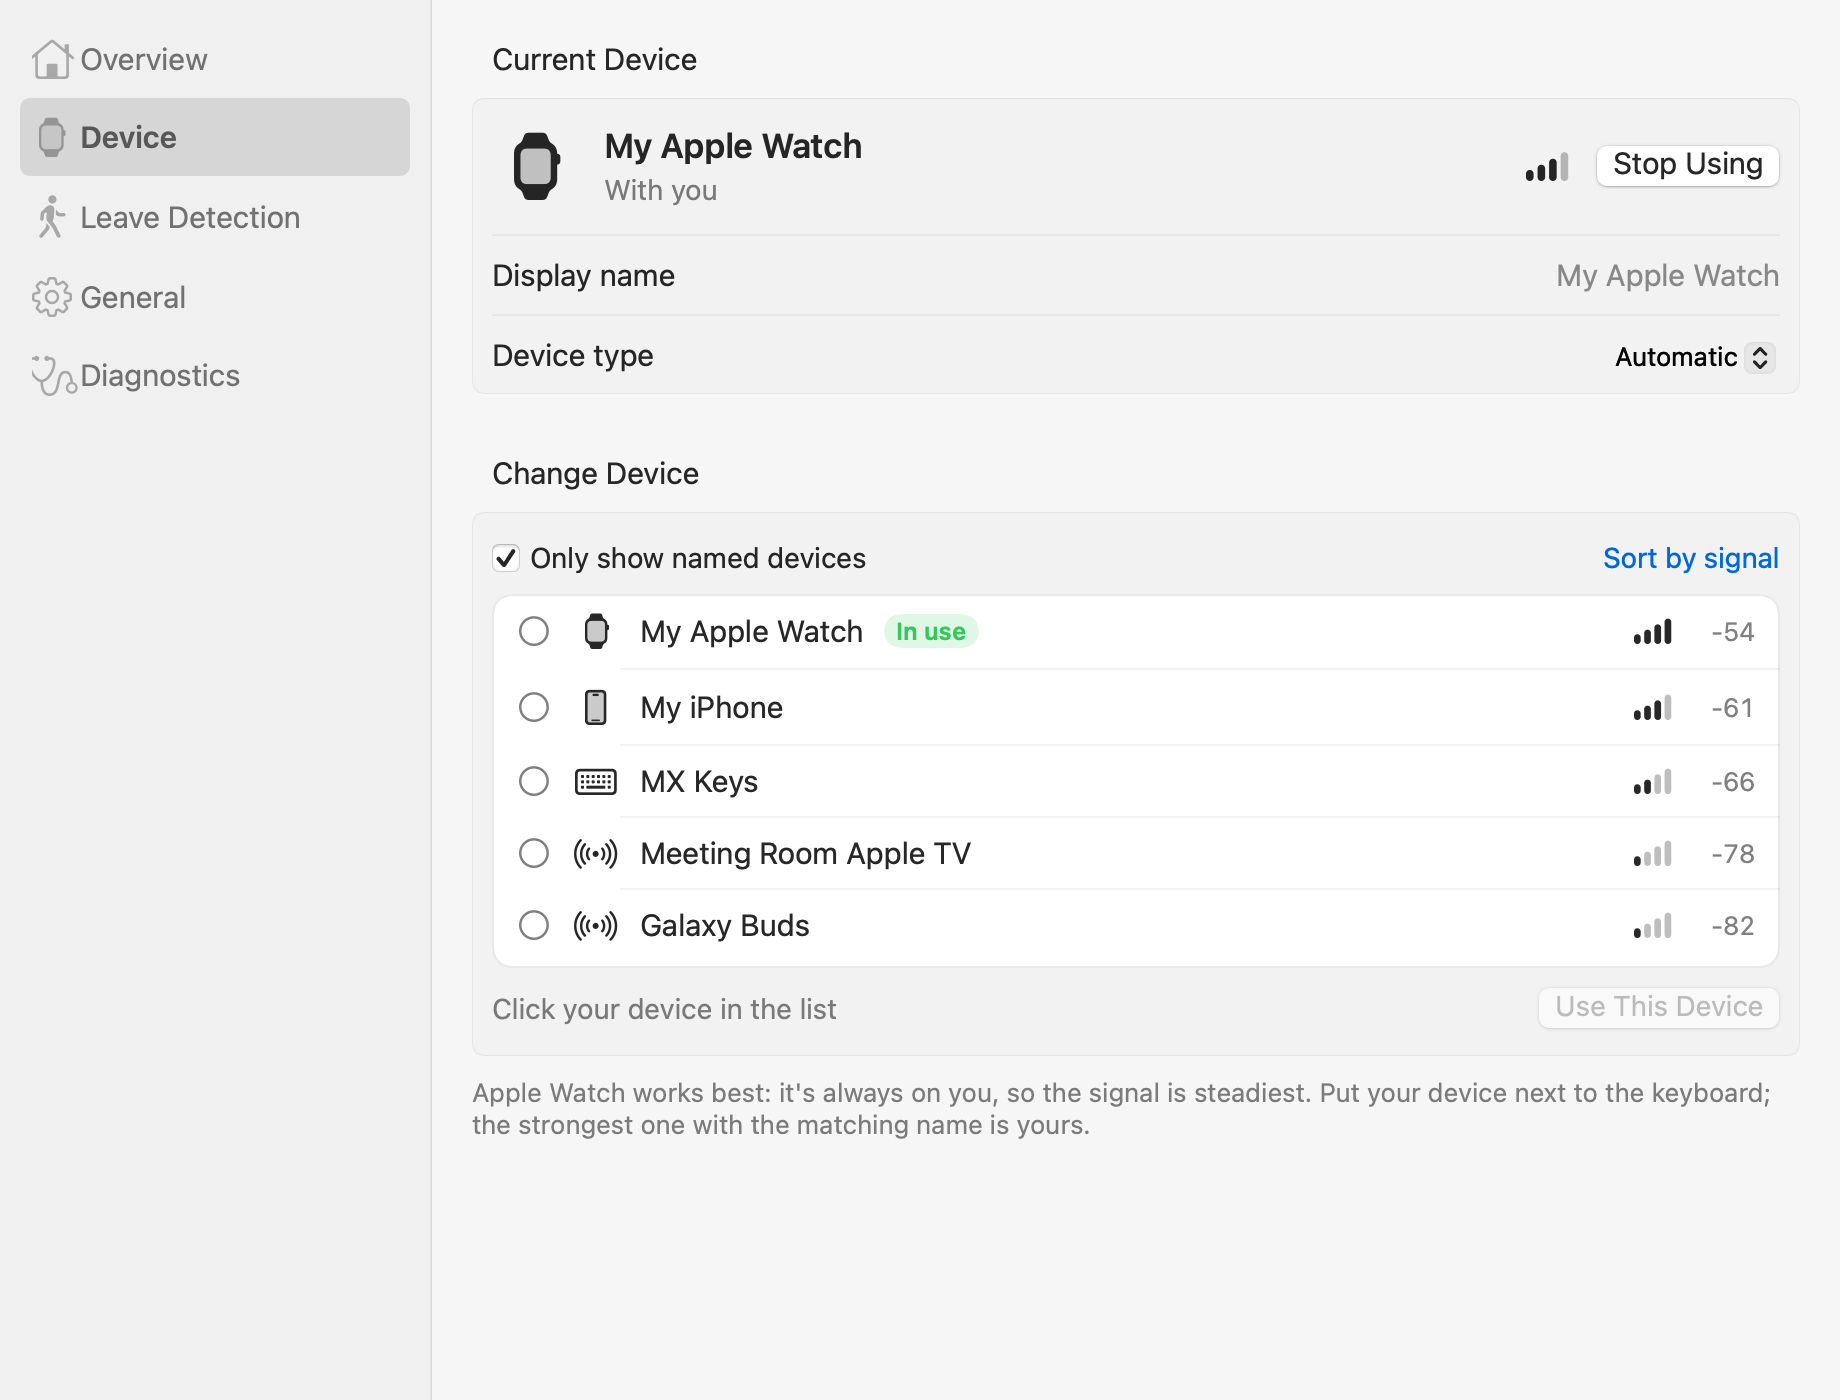 Overview
Device
Leave Detection
General
Diagnostics
Current Device
My Apple Watch
With you
Stop Using
Display name
My Apple Watch
Device type
Automatic
Change Device
Only show named devices
Sort by signal
My Apple Watch In use -54
My iPhone -61
MX Keys -66
Meeting Room Apple TV -78
Galaxy Buds -82
Click your device in the list
Use This Device
Apple Watch works best: it's always on you, so the signal is steadiest. Put your device next to the keyboard;
the strongest one with the matching name is yours.